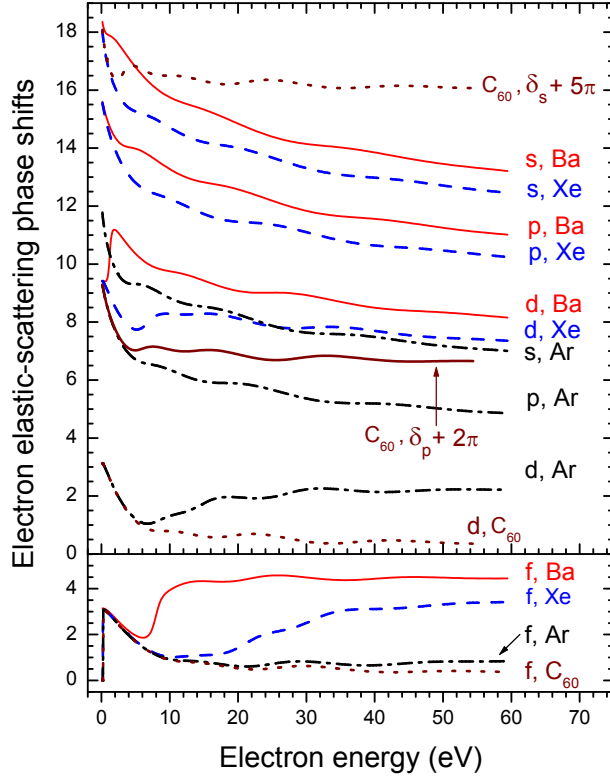 18
16
14
12
10
8
6
4
2
0
Electron elastic-scattering phase shifts
C60, δs + 5π
s, Ba
s, Xe
p, Ba
p, Xe
d, Ba
d, Xe
s, Ar
p, Ar
C60, δp + 2π
d, Ar
d, C60
4
2
0
f, Ba
f, Xe
f, Ar
f, C60
0 10 20 30 40 50 60 70
Electron energy (eV)